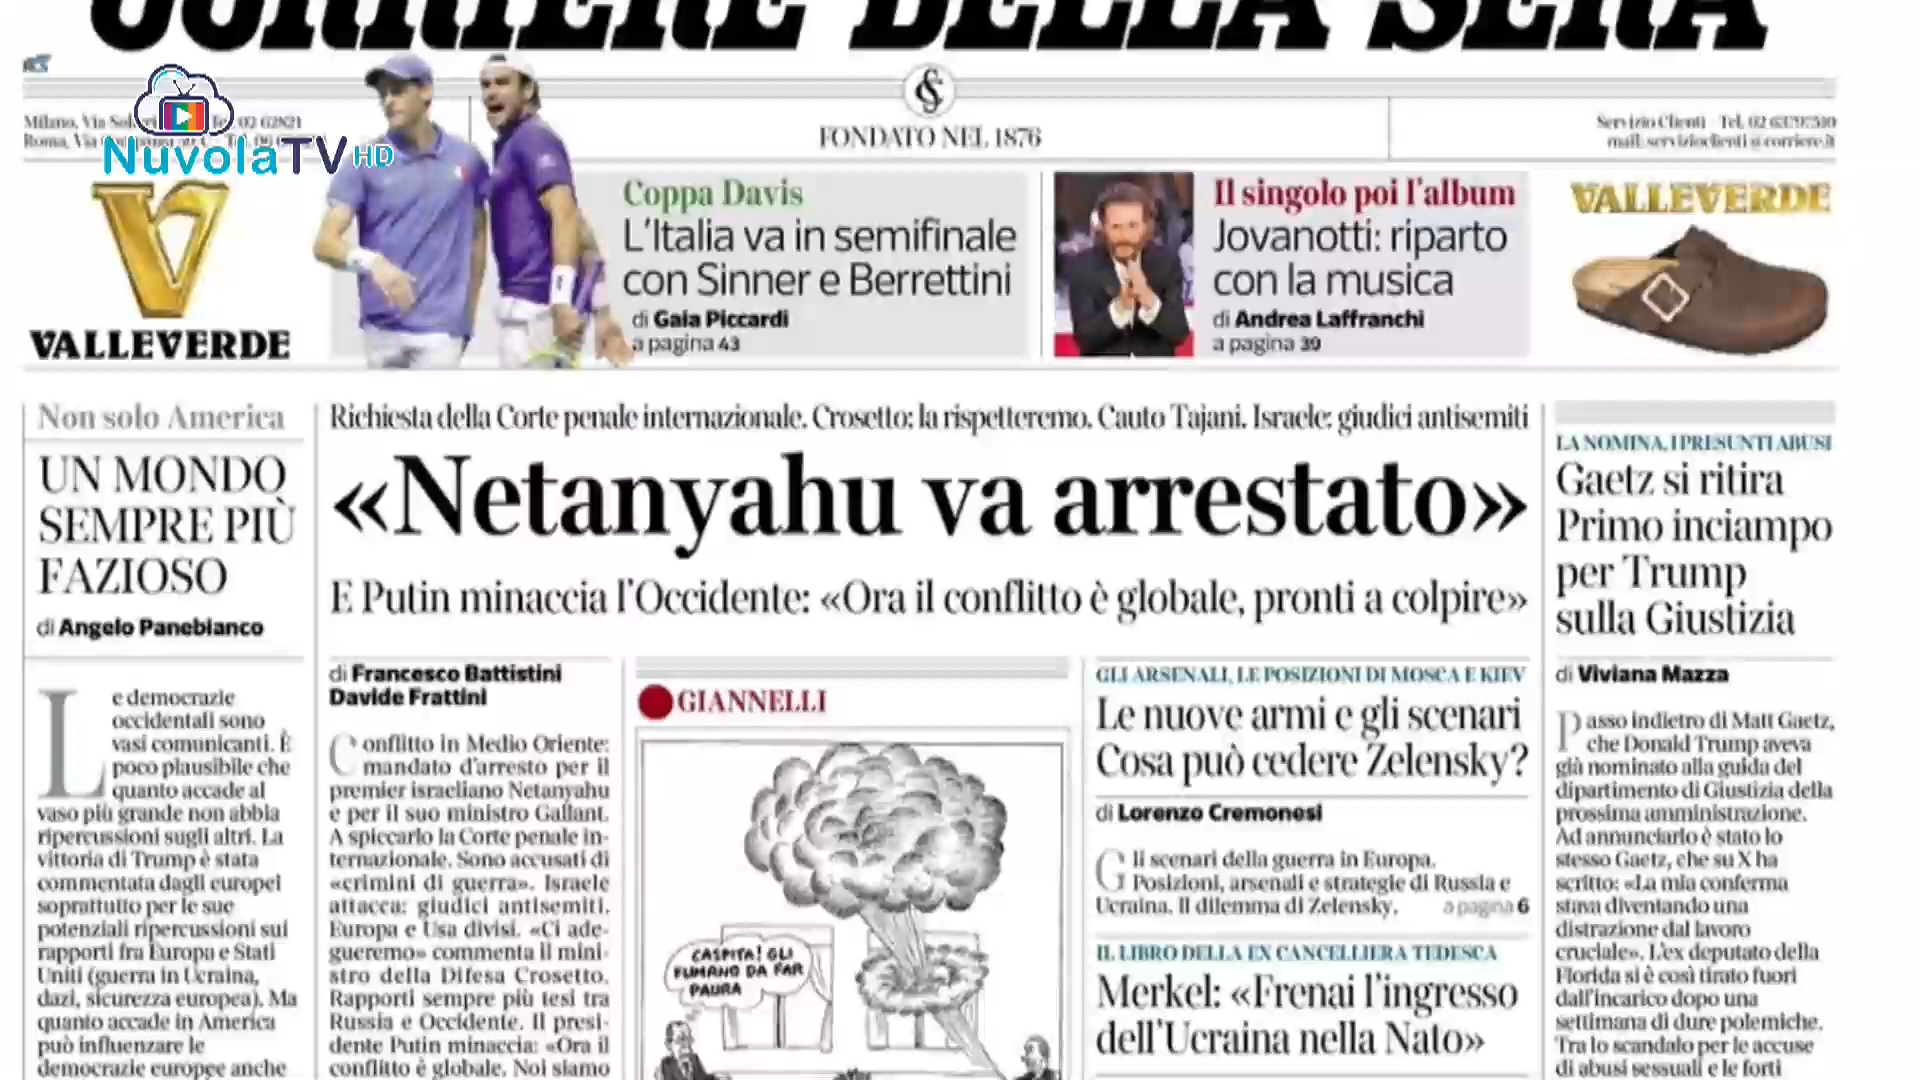 CORRIERE DELLA SERA
NuvolaTV HD
FONDATO NEL 1876
Servizio Clienti - Tel. 02 63797510
mail: servizioclienti@corriere.it
VALLEVERDE
Coppa Davis
L'Italia va in semifinale
con Sinner e Berrettini
di Gaia Piccardi
a pagina 43
Il singolo poi l'album
Jovanotti: riparto
con la musica
di Andrea Laffranchi
a pagina 39
VALLEVERDE
Non solo America
UN MONDO
SEMPRE PIÙ
FAZIOSO
di Angelo Panebianco
Le democrazie
occidentali sono
vasi comunicanti. È
poco plausibile che
quanto accade al
vaso più grande non abbia
ripercussioni sugli altri. La
vittoria di Trump è stata
commentata dagli europei
soprattutto per le sue
potenziali ripercussioni sui
rapporti fra Europa e Stati
Uniti (guerra in Ucraina,
dazi, sicurezza europea). Ma
quanto accade in America
può influenzare le
democrazie europee anche
Richiesta della Corte penale internazionale. Crosetto: la rispetteremo. Cauto Tajani. Israele: giudici antisemiti
«Netanyahu va arrestato»
E Putin minaccia l'Occidente: «Ora il conflitto è globale, pronti a colpire»
di Francesco Battistini
Davide Frattini
Conflitto in Medio Oriente:
mandato d'arresto per il
premier israeliano Netanyahu
e per il suo ministro Gallant.
A spiccarlo la Corte penale in-
ternazionale. Sono accusati di
«crimini di guerra». Israele
attacca: giudici antisemiti.
Europa e Usa divisi. «Ci ade-
gueremo» commenta il mini-
stro della Difesa Crosetto.
Rapporti sempre più tesi tra
Russia e Occidente. Il presi-
dente Putin minaccia: «Ora il
conflitto è globale. Noi siamo
GIANNELLI
CASPITA! GLI
FUMANO DA FAR
PAURA
GLI ARSENALI, LE POSIZIONI DI MOSCA E KIEV
Le nuove armi e gli scenari
Cosa può cedere Zelensky?
di Lorenzo Cremonesi
Gli scenari della guerra in Europa.
Posizioni, arsenali e strategie di Russia e
Ucraina. Il dilemma di Zelensky. a pagina 6
IL LIBRO DELLA EX CANCELLIERA TEDESCA
Merkel: «Frenai l'ingresso
dell'Ucraina nella Nato»
LA NOMINA, I PRESUNTI ABUSI
Gaetz si ritira
Primo inciampo
per Trump
sulla Giustizia
di Viviana Mazza
Passo indietro di Matt Gaetz,
che Donald Trump aveva
già nominato alla guida del
dipartimento di Giustizia della
prossima amministrazione.
Ad annunciarlo è stato lo
stesso Gaetz, che su X ha
scritto: «La mia conferma
stava diventando una
distrazione dal lavoro
cruciale». L'ex deputato della
Florida si è così tirato fuori
dall'incarico dopo una
settimana di dure polemiche.
Tra lo scandalo per le accuse
di abusi sessuali e le forti